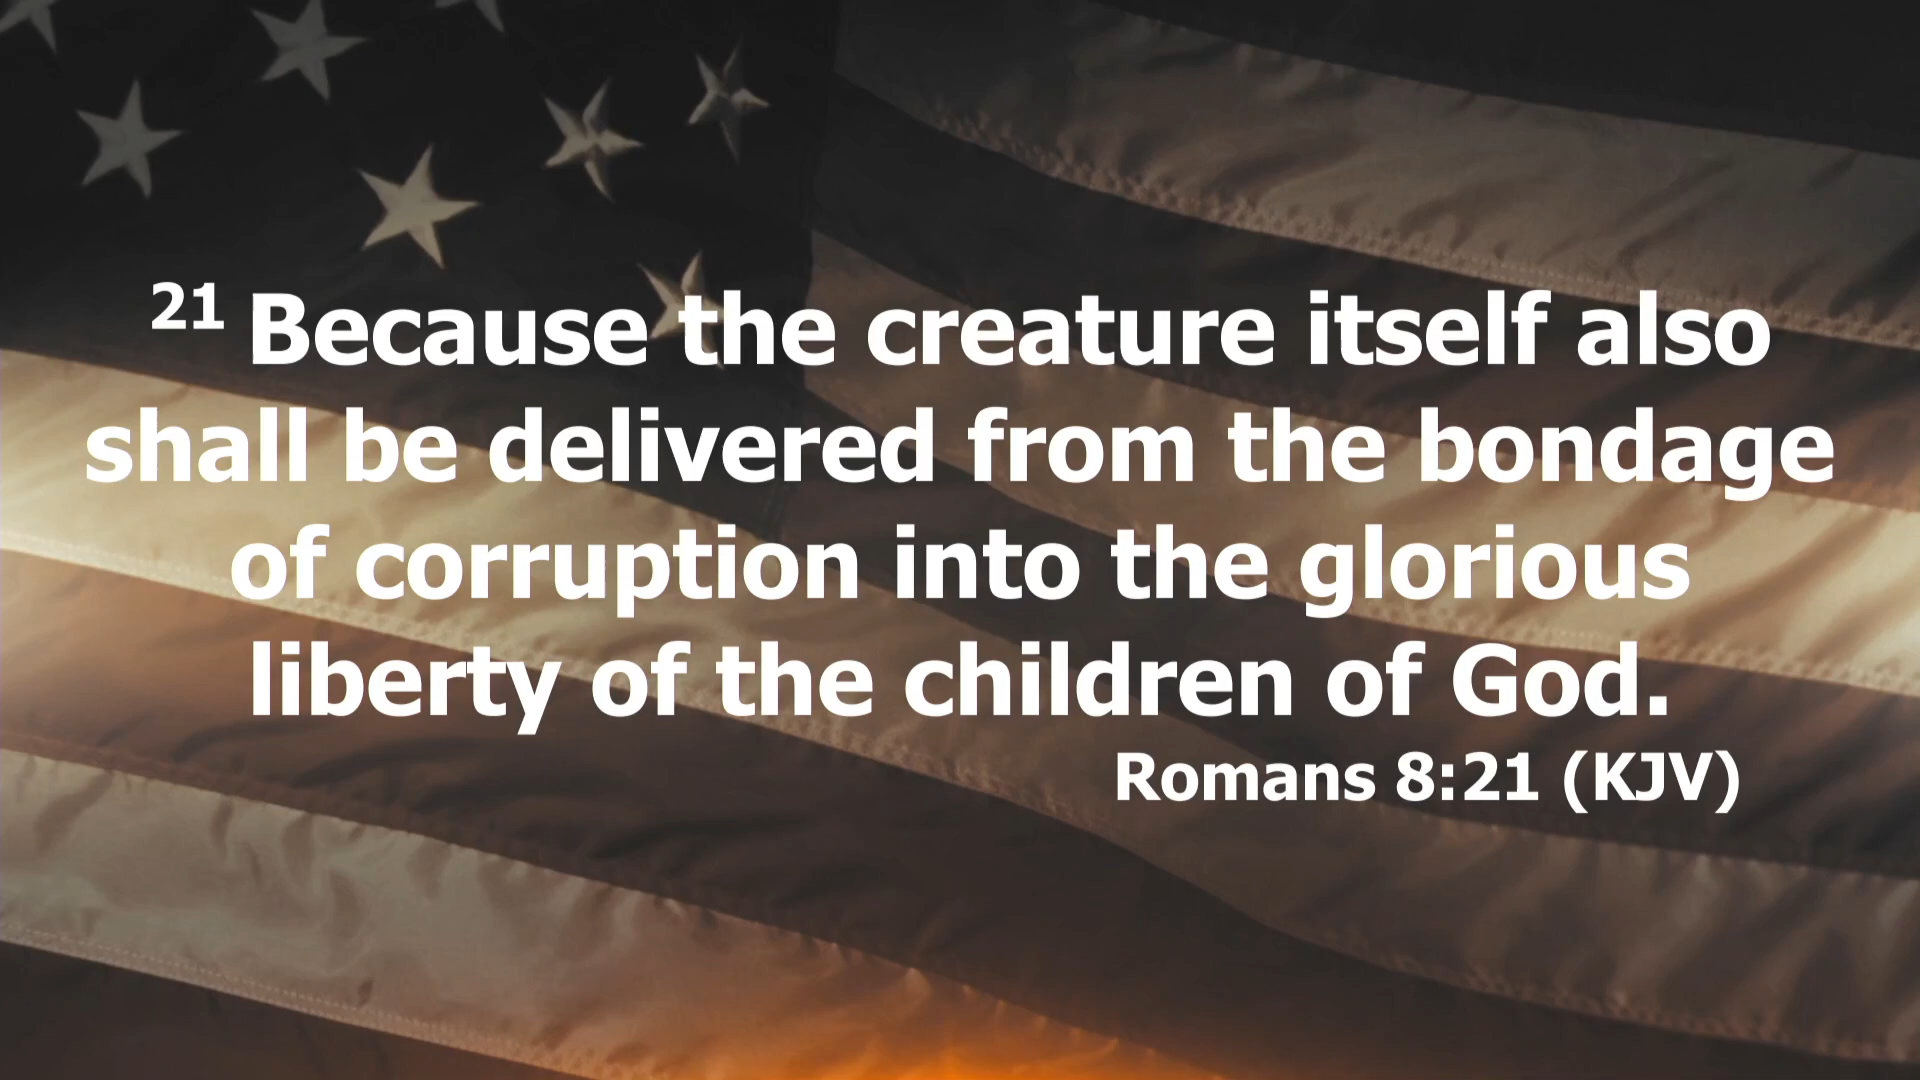 21 Because the creature itself also
shall be delivered from the bondage
of corruption into the glorious
liberty of the children of God.
Romans 8:21 (KJV)